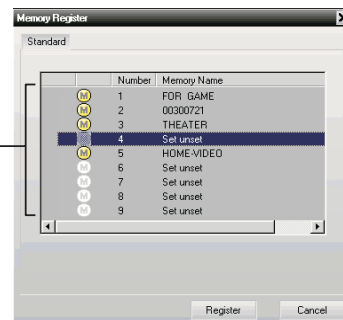 Memory Register
Standard
Number Memory Name
M 1 FOR GAME
M 2 00300721
M 3 THEATER
4 Set unset
M 5 HOME-VIDEO
M 6 Set unset
M 7 Set unset
M 8 Set unset
M 9 Set unset
Register Cancel